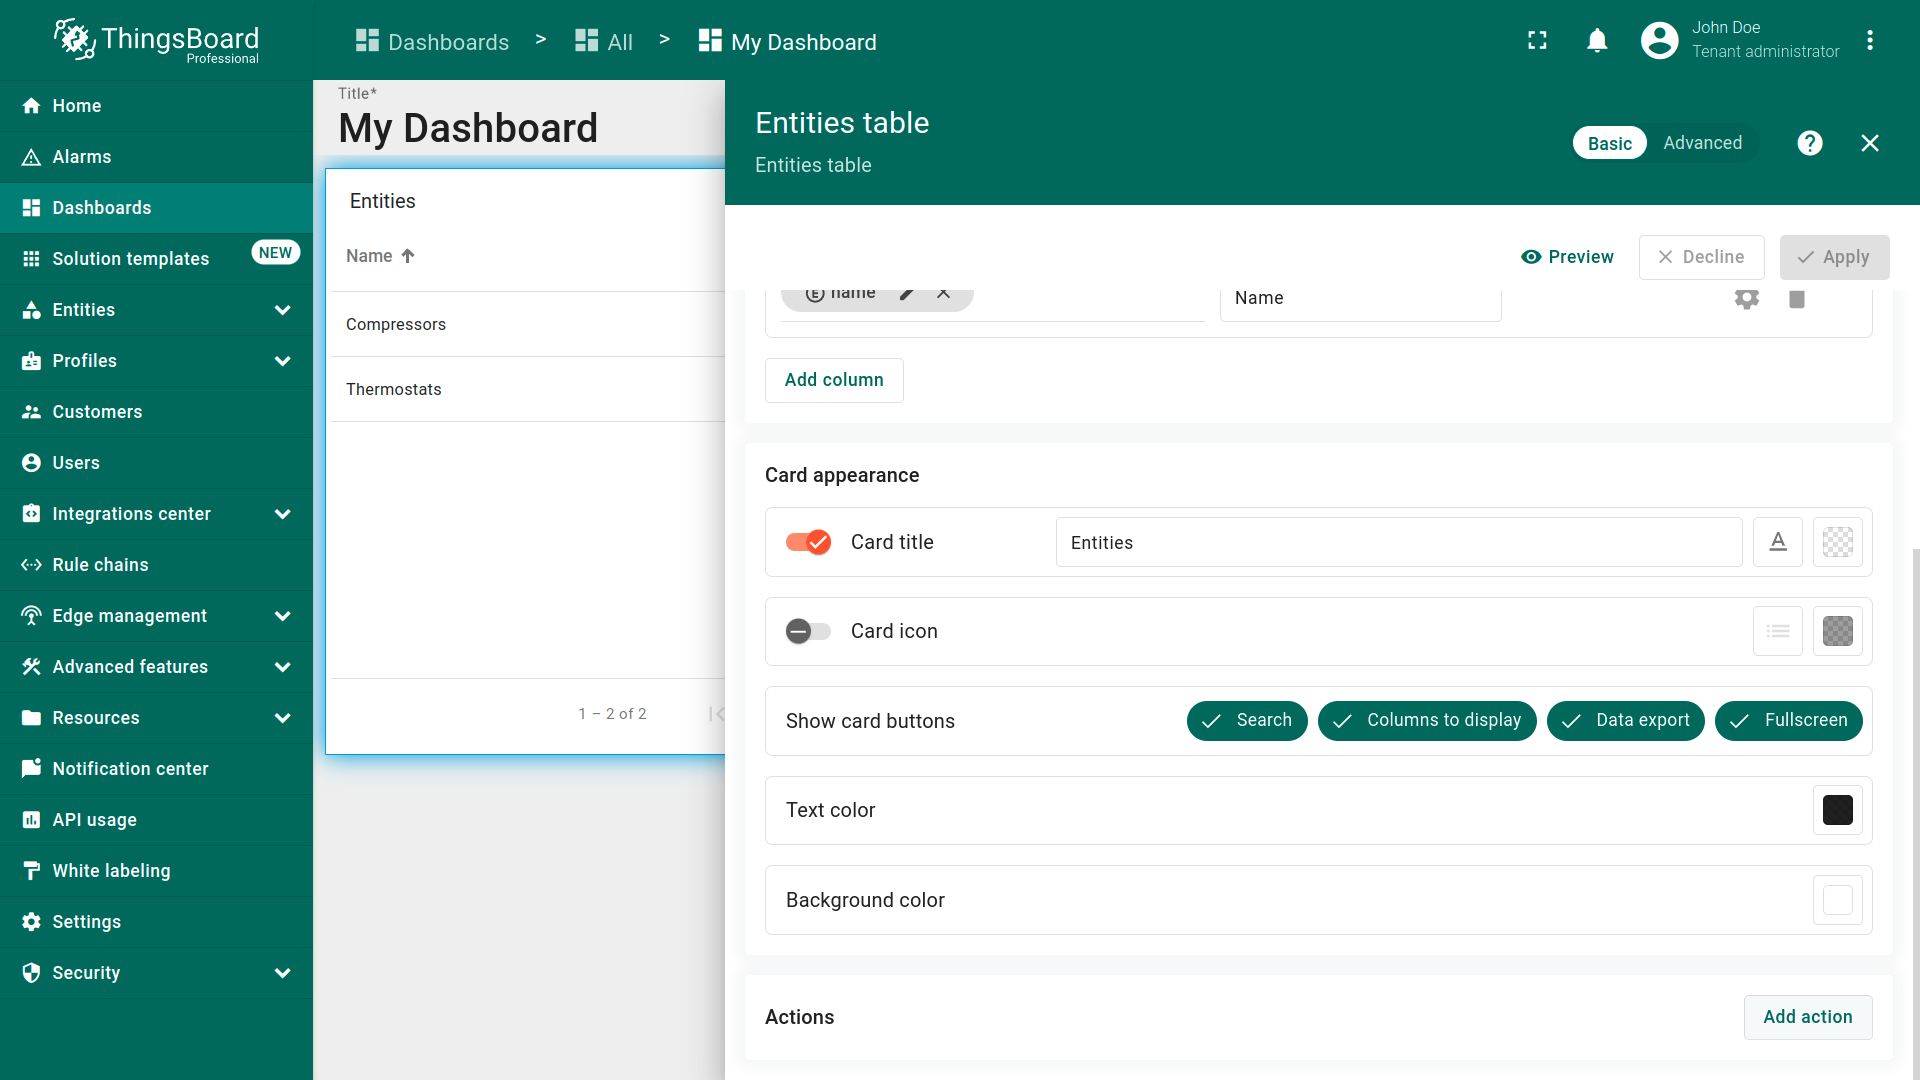 ThingsBoard
Professional
Dashboards > All > My Dashboard
John Doe
Tenant administrator
Home
Alarms
Dashboards
Solution templates NEW
Entities
Profiles
Customers
Users
Integrations center
Rule chains
Edge management
Advanced features
Resources
Notification center
API usage
White labeling
Settings
Security
Title*
My Dashboard
Entities
Name
Compressors
Thermostats
1 – 2 of 2
Entities table
Entities table
Basic Advanced
Preview Decline Apply
E name Name
Add column
Card appearance
Card title Entities
Card icon
Show card buttons Search Columns to display Data export Fullscreen
Text color
Background color
Actions Add action